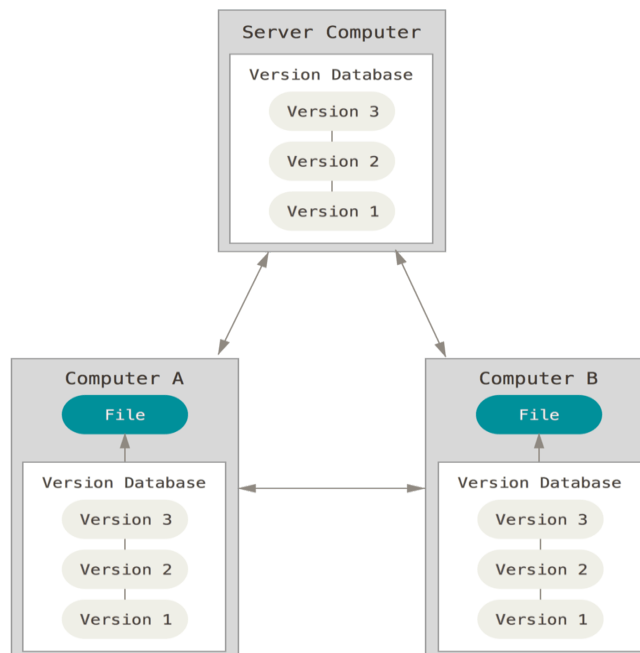 Server Computer
Version Database
Version 3
Version 2
Version 1
Computer A
File
Version Database
Version 3
Version 2
Version 1
Computer B
File
Version Database
Version 3
Version 2
Version 1